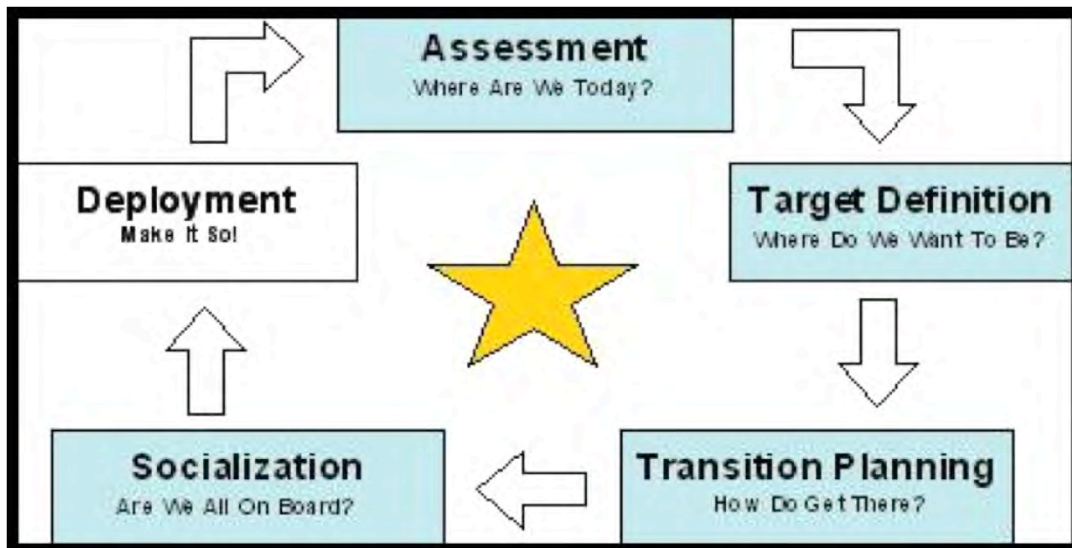 Assessment
Where Are We Today?
Target Definition
Where Do We Want To Be?
Transition Planning
How Do Get There?
Socialization
Are We All On Board?
Deployment
Make It So!